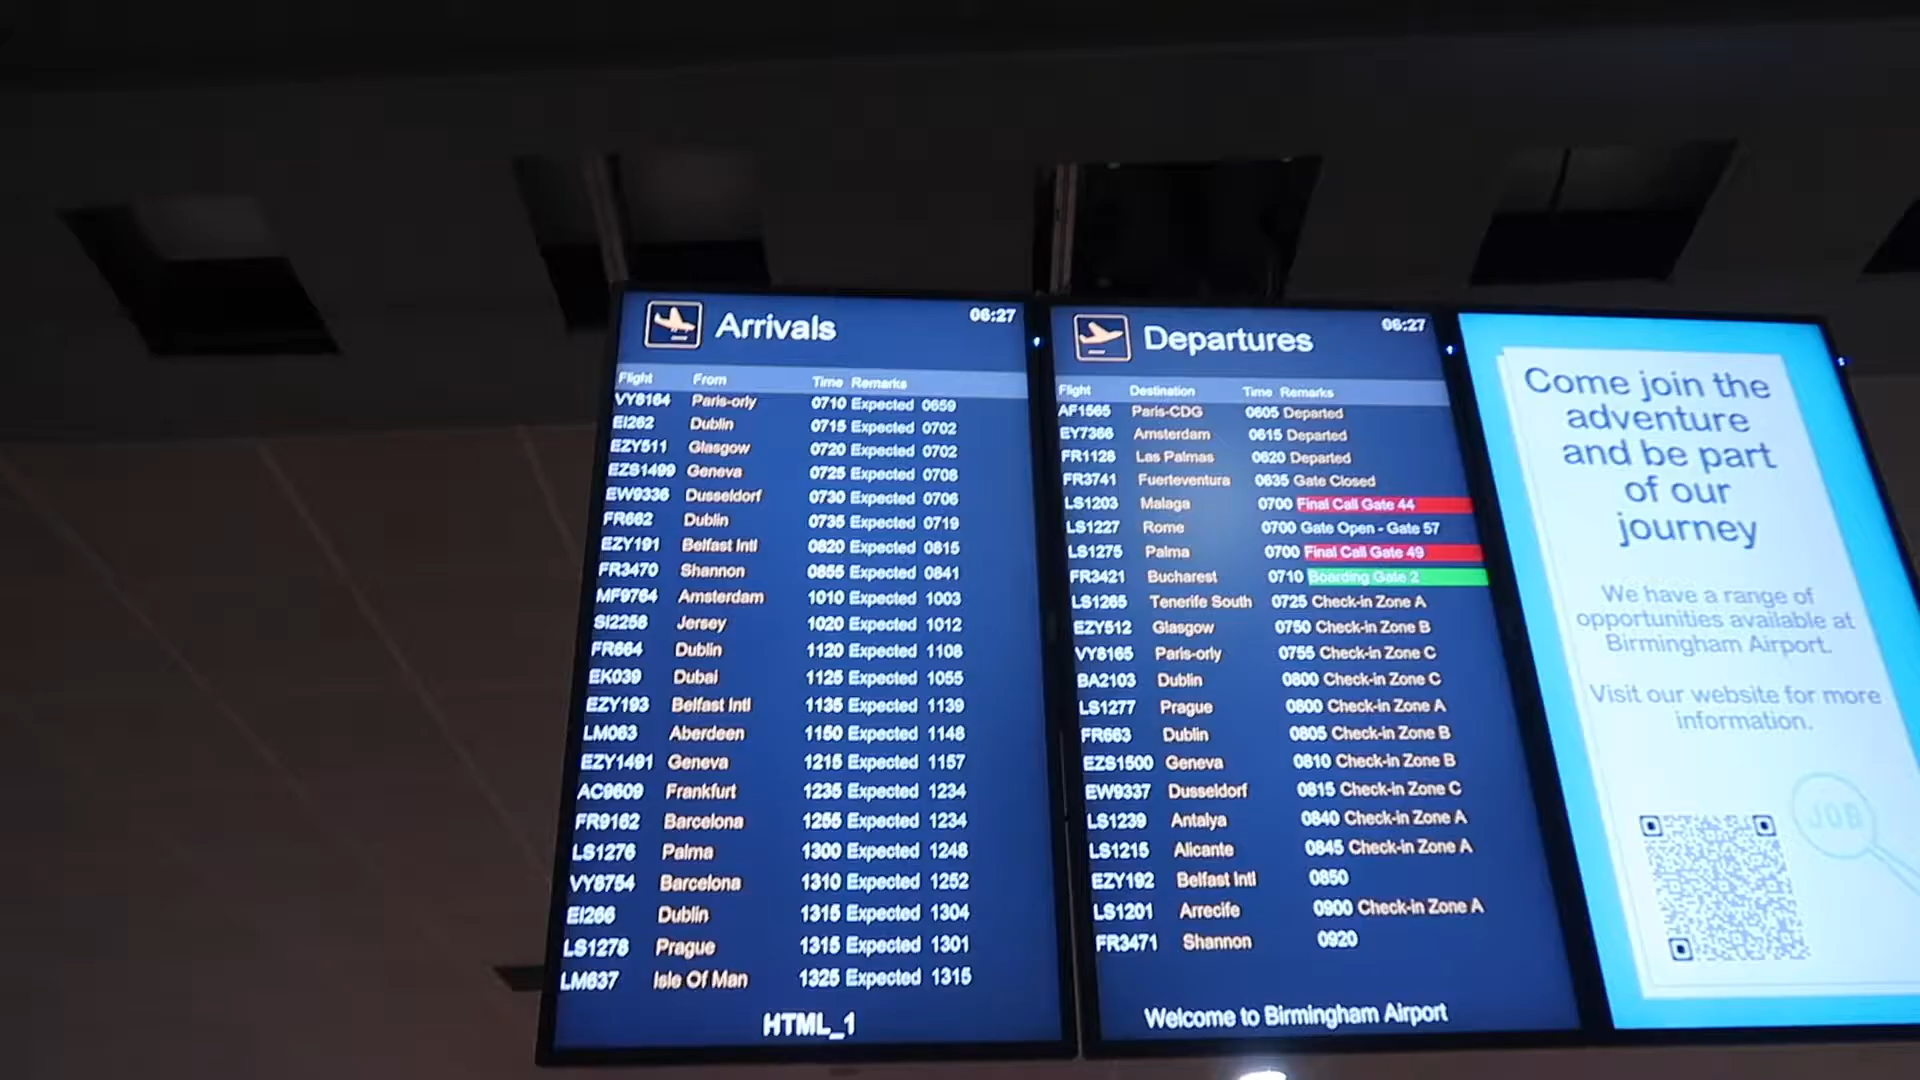 Arrivals 06:27
Flight From Time Remarks
VY8164 Paris-orly 0710 Expected 0659
EI262 Dublin 0715 Expected 0702
EZY511 Glasgow 0720 Expected 0702
EZS1499 Geneva 0725 Expected 0708
EW9336 Dusseldorf 0730 Expected 0706
FR662 Dublin 0735 Expected 0719
EZY191 Belfast Intl 0820 Expected 0815
FR3470 Shannon 0855 Expected 0841
MF9764 Amsterdam 1010 Expected 1003
SI2256 Jersey 1020 Expected 1012
FR664 Dublin 1120 Expected 1108
EK039 Dubai 1125 Expected 1055
EZY193 Belfast Intl 1135 Expected 1139
LM063 Aberdeen 1150 Expected 1148
EZY1491 Geneva 1215 Expected 1157
AC9609 Frankfurt 1235 Expected 1234
FR9162 Barcelona 1255 Expected 1234
LS1276 Palma 1300 Expected 1248
VY8754 Barcelona 1310 Expected 1252
EI266 Dublin 1315 Expected 1304
LS1278 Prague 1315 Expected 1301
LM637 Isle Of Man 1325 Expected 1315
HTML_1
Departures 06:27
Flight Destination Time Remarks
AF1565 Paris-CDG 0605 Departed
EY7366 Amsterdam 0615 Departed
FR1128 Las Palmas 0620 Departed
FR3741 Fuerteventura 0635 Gate Closed
LS1203 Malaga 0700 Final Call Gate 44
LS1227 Rome 0700 Gate Open - Gate 57
LS1275 Palma 0700 Final Call Gate 49
FR3421 Bucharest 0710 Boarding Gate 2
LS1265 Tenerife South 0725 Check-in Zone A
EZY512 Glasgow 0750 Check-in Zone B
VY8165 Paris-orly 0755 Check-in Zone C
BA2103 Dublin 0800 Check-in Zone C
LS1277 Prague 0800 Check-in Zone A
FR663 Dublin 0805 Check-in Zone B
EZS1500 Geneva 0810 Check-in Zone B
EW9337 Dusseldorf 0815 Check-in Zone C
LS1239 Antalya 0840 Check-in Zone A
LS1215 Alicante 0845 Check-in Zone A
EZY192 Belfast Intl 0850
LS1201 Arrecife 0900 Check-in Zone A
FR3471 Shannon 0920
Welcome to Birmingham Airport
Come join the
adventure
and be part
of our
journey
We have a range of
opportunities available at
Birmingham Airport.
Visit our website for more
information.
JOB